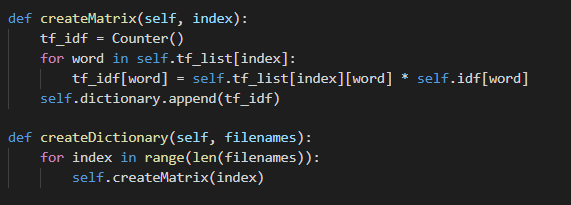 def createMatrix(self, index):
    tf_idf = Counter()
    for word in self.tf_list[index]:
        tf_idf[word] = self.tf_list[index][word] * self.idf[word]
    self.dictionary.append(tf_idf)

def createDictionary(self, filenames):
    for index in range(len(filenames)):
        self.createMatrix(index)